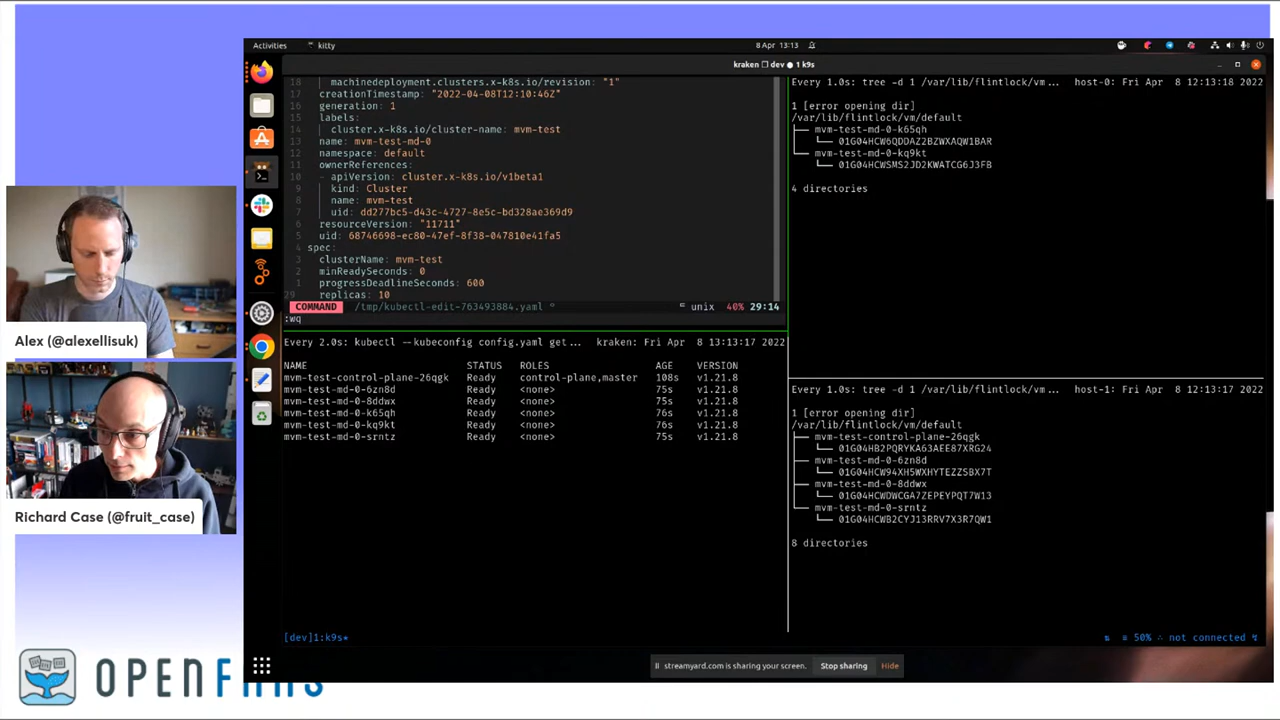 Activities
kitty
8 Apr 13:13
kraken ❐ dev ● 1 k9s
18 machinedeployment.clusters.x-k8s.io/revision: "1"
17 creationTimestamp: "2022-04-08T12:10:46Z"
16 generation: 1
15 labels:
14 cluster.x-k8s.io/cluster-name: mvm-test
13 name: mvm-test-md-0
12 namespace: default
11 ownerReferences:
10 - apiVersion: cluster.x-k8s.io/v1beta1
9 kind: Cluster
8 name: mvm-test
7 uid: dd277bc5-d43c-4727-8e5c-bd328ae369d9
6 resourceVersion: "11711"
5 uid: 68746698-ec80-47ef-8f38-047810e41fa5
4 spec:
3 clusterName: mvm-test
2 minReadySeconds: 0
1 progressDeadlineSeconds: 600
29 replicas: 10
COMMAND /tmp/kubectl-edit-763493884.yaml unix 40% 29:14
:wq
Every 2.0s: kubectl --kubeconfig config.yaml get... kraken: Fri Apr 8 13:13:17 2022
NAME STATUS ROLES AGE VERSION
mvm-test-control-plane-26qgk Ready control-plane,master 108s v1.21.8
mvm-test-md-0-6zn8d Ready <none> 75s v1.21.8
mvm-test-md-0-8ddwx Ready <none> 75s v1.21.8
mvm-test-md-0-k65qh Ready <none> 76s v1.21.8
mvm-test-md-0-kq9kt Ready <none> 76s v1.21.8
mvm-test-md-0-srntz Ready <none> 75s v1.21.8
Every 1.0s: tree -d 1 /var/lib/flintlock/vm... host-0: Fri Apr 8 12:13:18 2022
1 [error opening dir]
/var/lib/flintlock/vm/default
├── mvm-test-md-0-k65qh
│   └── 01G04HCW6QDDAZ2BZWXAQW1BAR
└── mvm-test-md-0-kq9kt
    └── 01G04HCWSMS2JD2KWATCG6J3FB
4 directories
Every 1.0s: tree -d 1 /var/lib/flintlock/vm... host-1: Fri Apr 8 12:13:17 2022
1 [error opening dir]
/var/lib/flintlock/vm/default
├── mvm-test-control-plane-26qgk
│   └── 01G04HB2PQRYKA63AEE87XRG24
├── mvm-test-md-0-6zn8d
│   └── 01G04HCW94XH5WXHYTEZZSBX7T
├── mvm-test-md-0-8ddwx
│   └── 01G04HCWDWCGA7ZEPEYPQT7W13
└── mvm-test-md-0-srntz
    └── 01G04HCWB2CYJ13RRV7X3R7QW1
8 directories
[dev]1:k9s*
50% ∴ not connected
streamyard.com is sharing your screen.
Stop sharing
Hide
Alex (@alexellisuk)
Richard Case (@fruit_case)